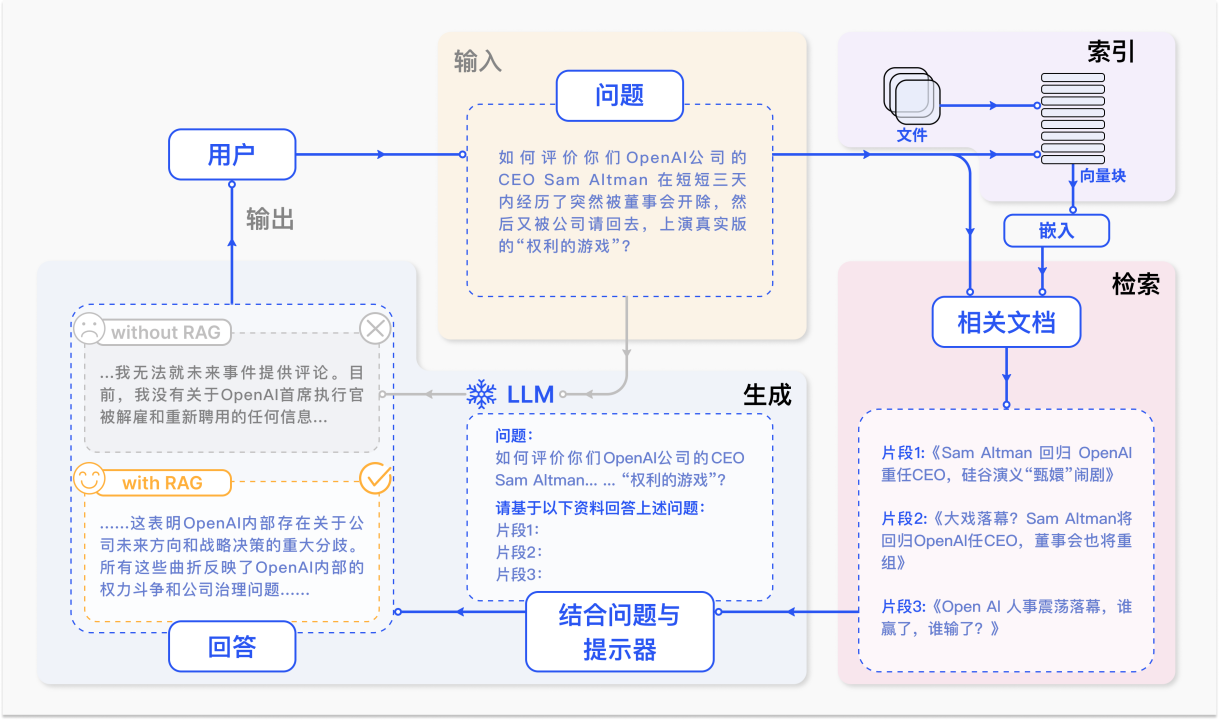 输入
问题
如何评价你们OpenAI公司的
CEO Sam Altman 在短短三天
内经历了突然被董事会开除，然
后又被公司请回去，上演真实版
的“权利的游戏”？
用户
输出
索引
文件
向量块
嵌入
检索
相关文档
片段1:《Sam Altman 回归 OpenAI
重任CEO，硅谷演义“甄嬛”闹剧》
片段2:《大戏落幕？Sam Altman将
回归OpenAI任CEO，董事会也将重
组》
片段3:《Open AI 人事震荡落幕，谁
赢了，谁输了？》
生成
LLM
问题：
如何评价你们OpenAI公司的CEO
Sam Altman... ... “权利的游戏”？
请基于以下资料回答上述问题：
片段1：
片段2：
片段3：
结合问题与
提示器
without RAG
...我无法就未来事件提供评论。目
前，我没有关于OpenAI首席执行官
被解雇和重新聘用的任何信息...
with RAG
......这表明OpenAI内部存在关于公
司未来方向和战略决策的重大分歧。
所有这些曲折反映了OpenAI内部的
权力斗争和公司治理问题......
回答